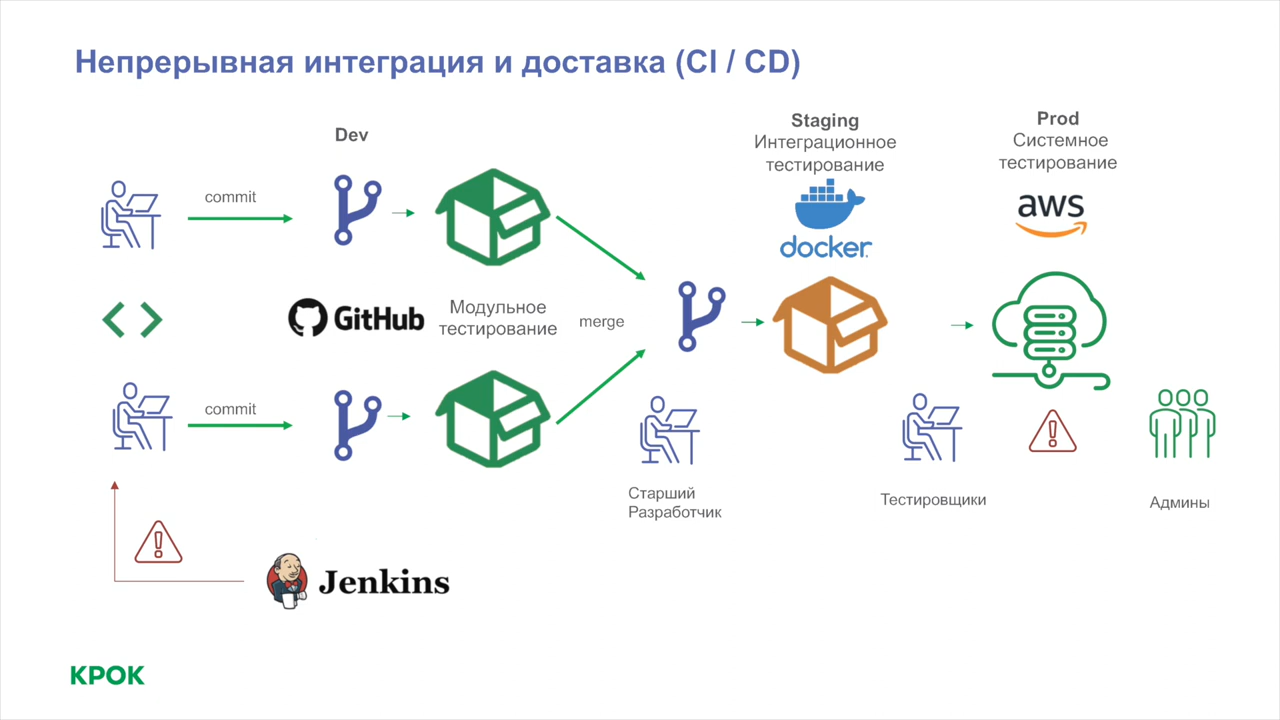 Непрерывная интеграция и доставка (CI / CD)
Dev
Staging
Интеграционное
тестирование
Prod
Системное
тестирование
commit
docker
aws
GitHub
Модульное
тестирование
merge
commit
Старший
Разработчик
Тестировщики
Админы
Jenkins
КРОК